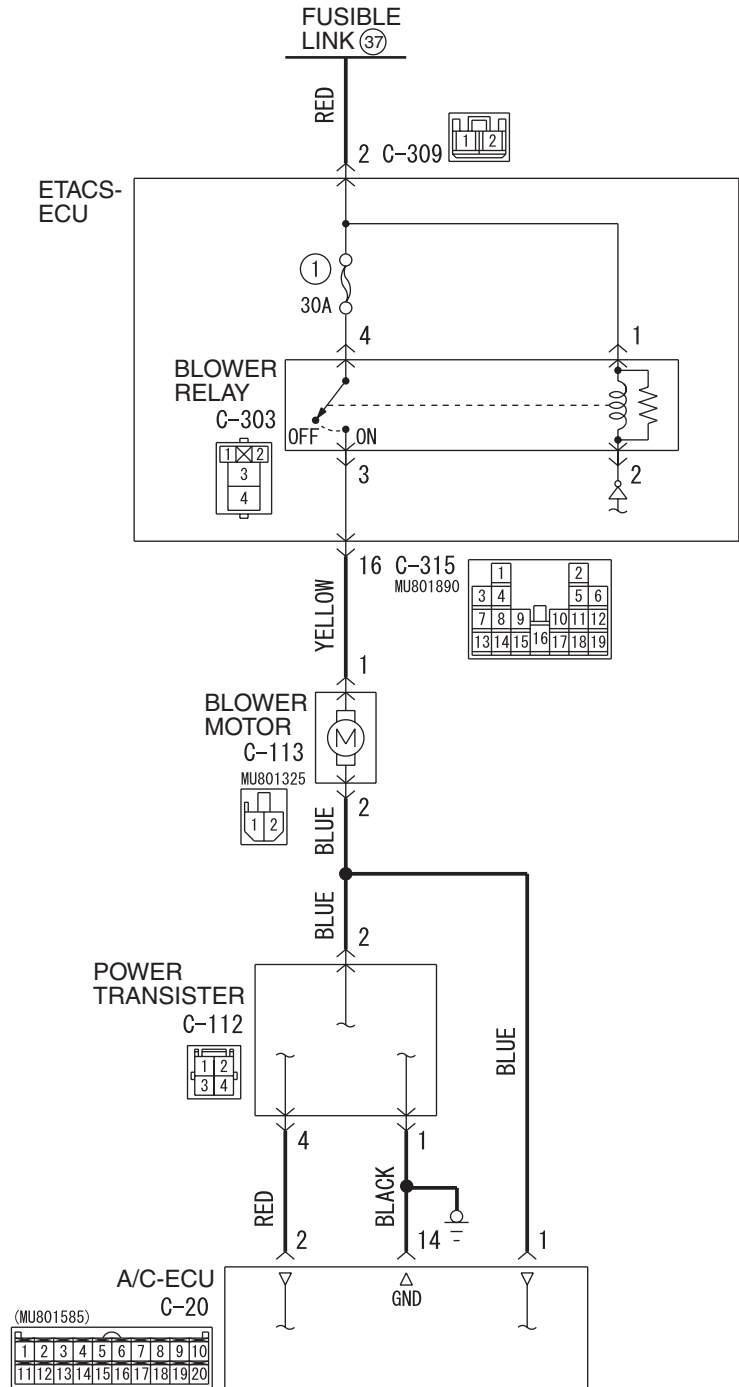 FUSIBLE
LINK 37
RED
2 C-309
1 2
ETACS-
ECU
1
30A
4
1
BLOWER
RELAY
C-303
OFF
ON
1 2
3
4
3
2
16 C-315
MU801890
1 2
3 4 5 6
7 8 9 10 11 12
13 14 15 16 17 18 19
YELLOW
1
BLOWER
MOTOR
M
C-113
MU801325
1 2
2
BLUE
BLUE
2
POWER
TRANSISTER
C-112
1 2
3 4
BLUE
4
1
RED
BLACK
2
14
1
A/C-ECU
C-20
GND
(MU801585)
1 2 3 4 5 6 7 8 9 10
11 12 13 14 15 16 17 18 19 20